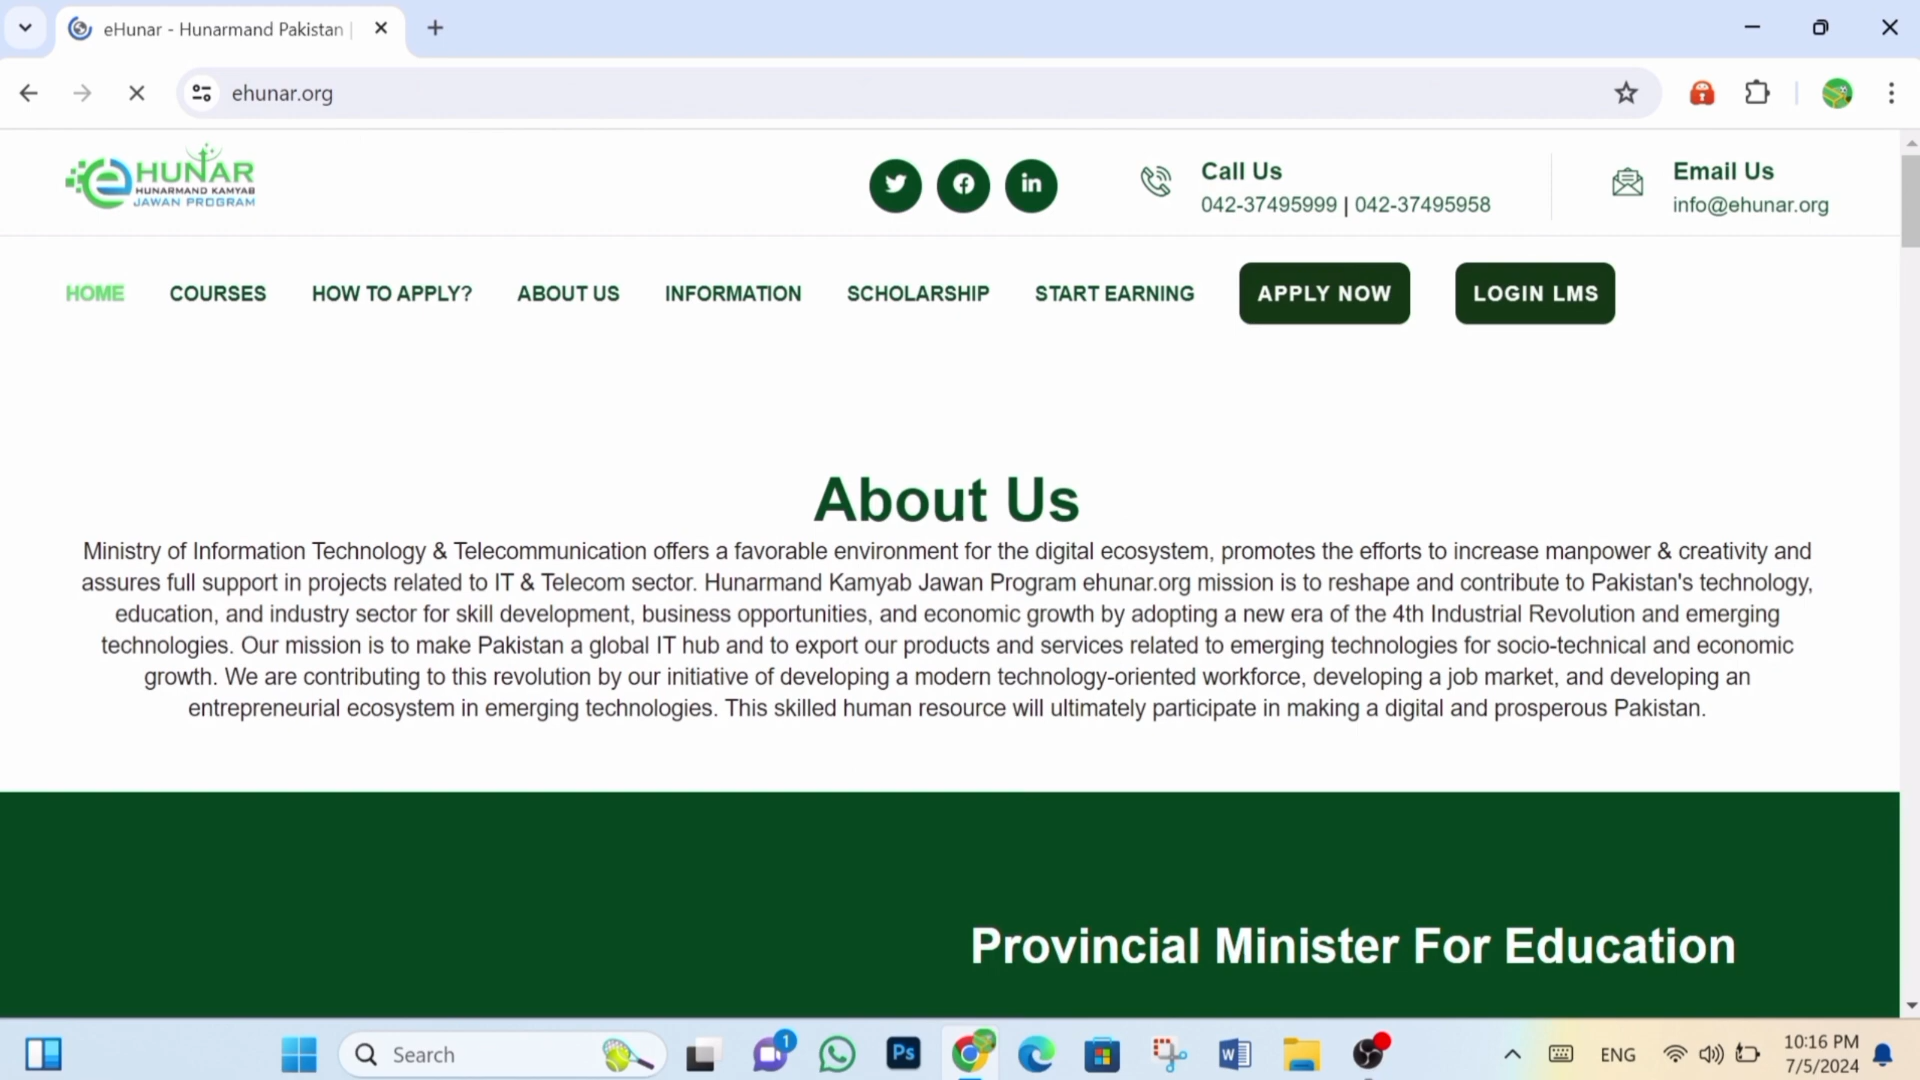 eHunar - Hunarmand Pakistan |
ehunar.org
HUNAR
HUNARMAND KAMYAB
JAWAN PROGRAM
Call Us
042-37495999 | 042-37495958
Email Us
info@ehunar.org
HOME COURSES HOW TO APPLY? ABOUT US INFORMATION SCHOLARSHIP START EARNING APPLY NOW LOGIN LMS
About Us
Ministry of Information Technology & Telecommunication offers a favorable environment for the digital ecosystem, promotes the efforts to increase manpower & creativity and
assures full support in projects related to IT & Telecom sector. Hunarmand Kamyab Jawan Program ehunar.org mission is to reshape and contribute to Pakistan's technology,
education, and industry sector for skill development, business opportunities, and economic growth by adopting a new era of the 4th Industrial Revolution and emerging
technologies. Our mission is to make Pakistan a global IT hub and to export our products and services related to emerging technologies for socio-technical and economic
growth. We are contributing to this revolution by our initiative of developing a modern technology-oriented workforce, developing a job market, and developing an
entrepreneurial ecosystem in emerging technologies. This skilled human resource will ultimately participate in making a digital and prosperous Pakistan.
Provincial Minister For Education
Search
1
Ps
W
ENG
10:16 PM
7/5/2024